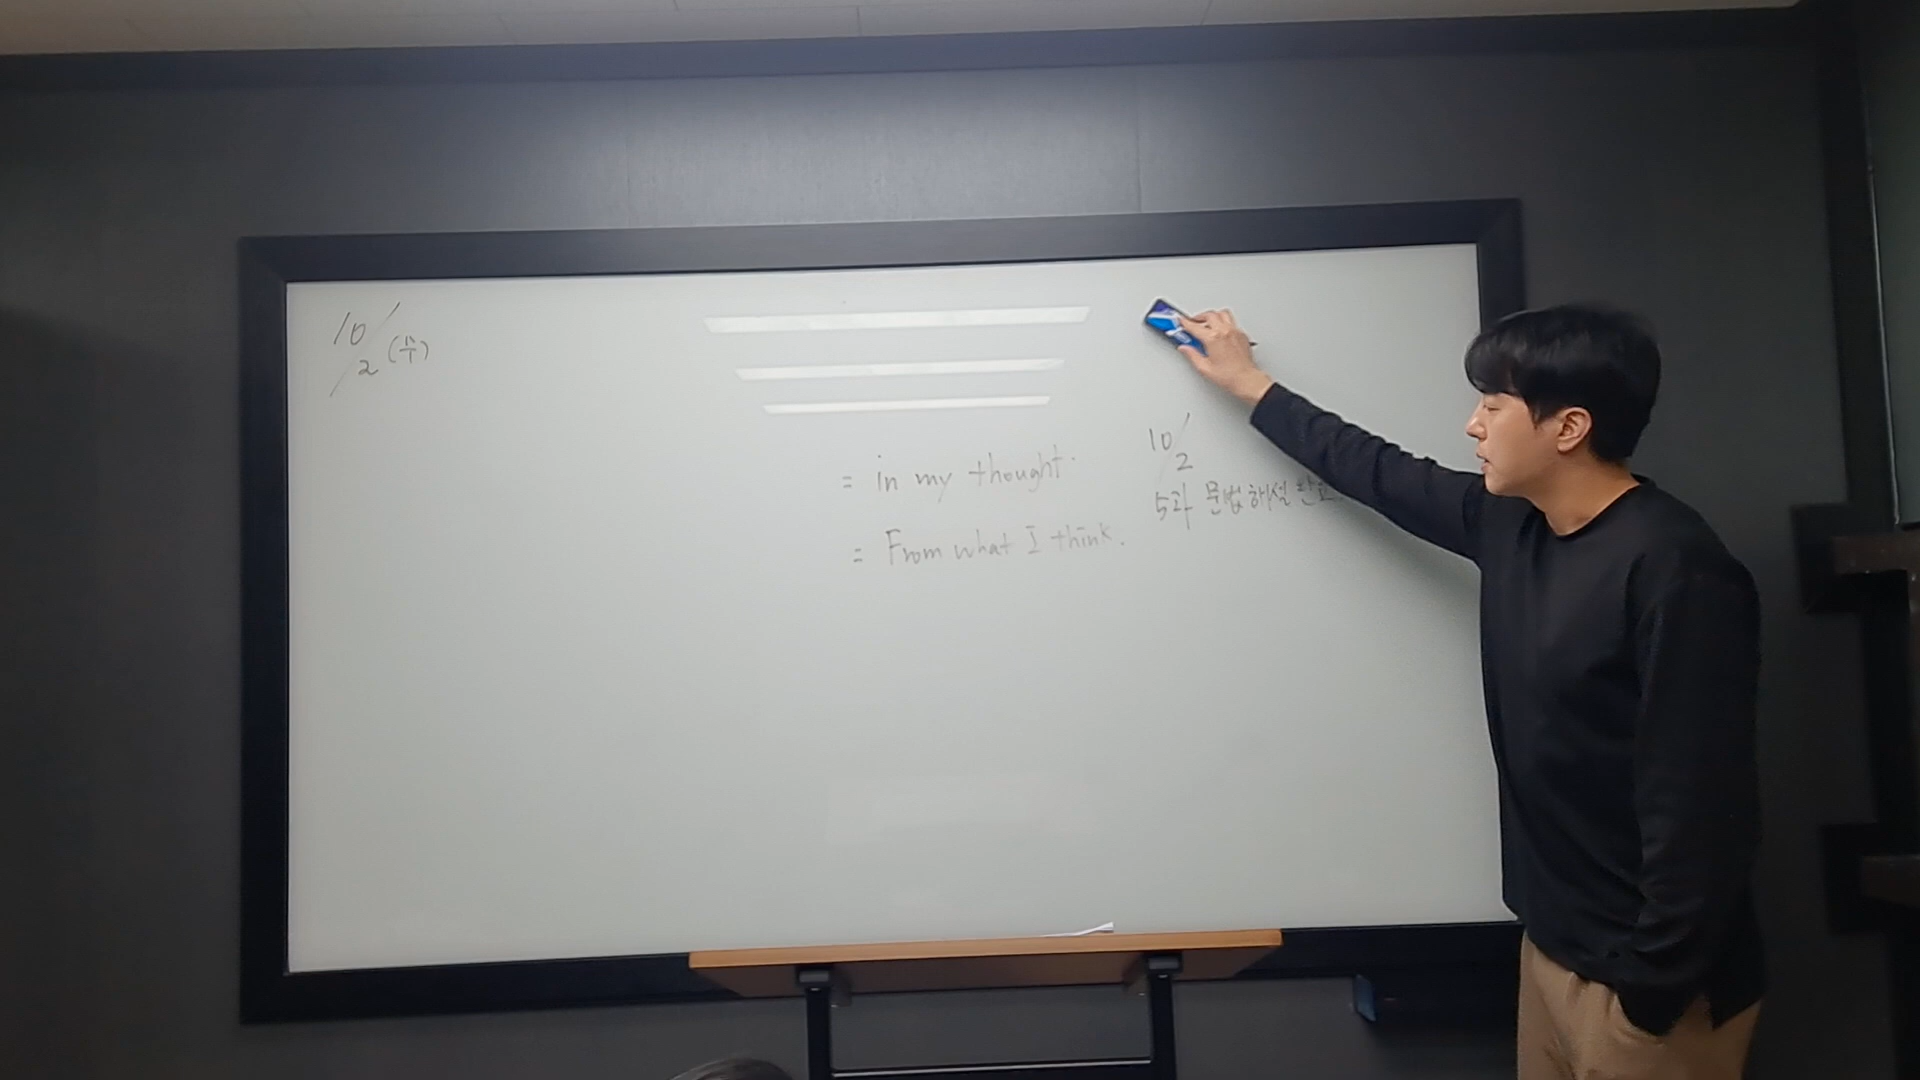 10/2 (수)
= in my thought.
= From what I think.
10/2
5과 문법해설